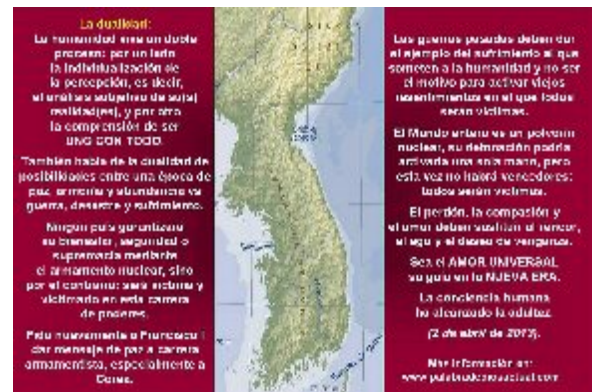 La dualidad:
La humanidad vive un doble
proceso: por un lado
la individualización de
la percepción, es decir,
el análisis subjetivo de su(s)
realidad(es), y por otro
la comprensión de ser
UNO CON TODO.
También habla de la dualidad de
posibilidades entre una época de
paz, armonía y abundancia vs
guerra, desastre y sufrimiento.
Ningún país garantizará
su bienestar, seguridad o
supremacía mediante
el armamento nuclear, sino
por el contrario: será víctima y
victimario en esta carrera
de poderes.
Pido nuevamente a Francisco I
dar mensaje de paz a carrera
armamentista, especialmente a
Corea.
Las guerras pasadas deben dar
el ejemplo del sufrimiento al que
someten a la humanidad y no ser
el motivo para activar viejos
resentimientos en el que todos
serán víctimas.
El Mundo entero es un polvorín
nuclear, su detonación podría
activarla una sola mano, pero
esta vez no habrá vencedores:
todos serán víctimas.
El perdón, la compasión y
el amor deben sustituir al rencor,
el ego y el deseo de venganza.
Sea el AMOR UNIVERSAL
su guía en la NUEVA ERA.
La conciencia humana
ha alcanzado la adultez.
(2 de abril de 2013).
Más información en: